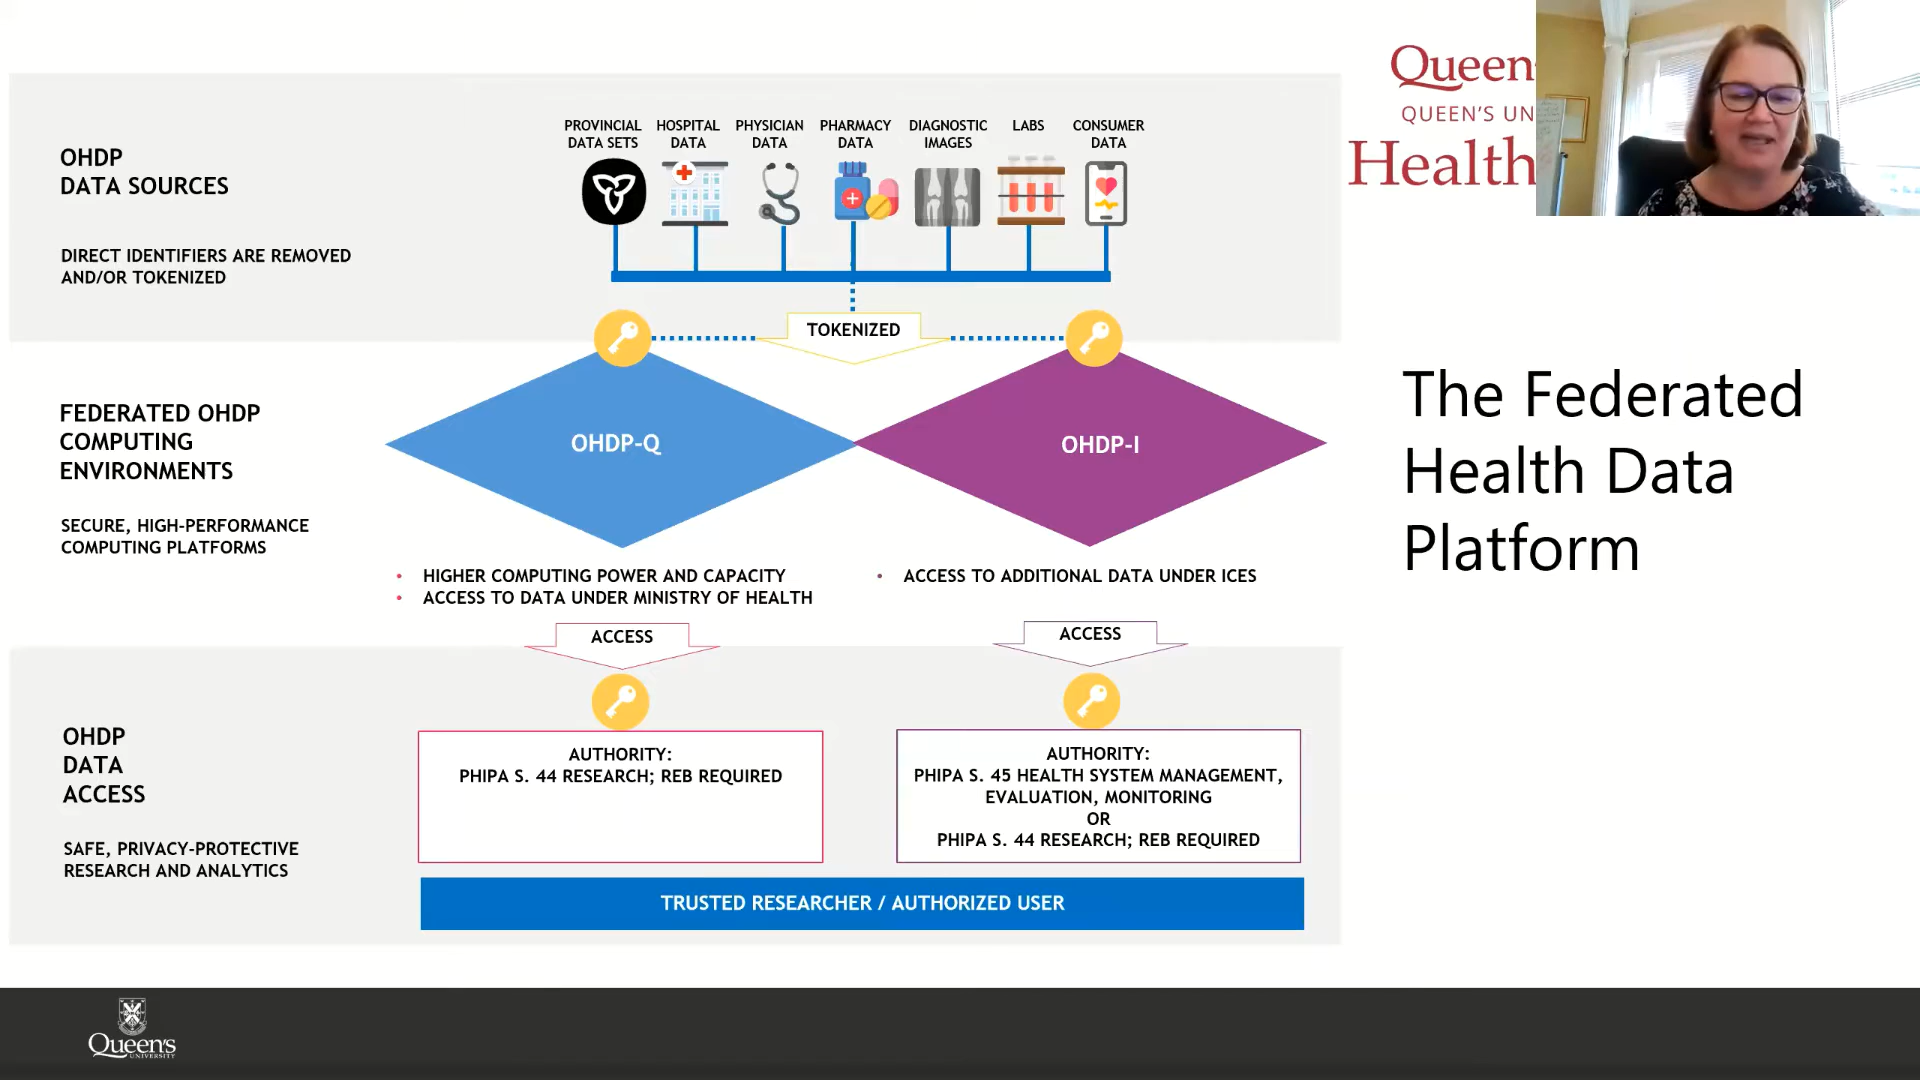 OHDP
DATA SOURCES
DIRECT IDENTIFIERS ARE REMOVED
AND/OR TOKENIZED
PROVINCIAL
DATA SETS
HOSPITAL
DATA
PHYSICIAN
DATA
PHARMACY
DATA
DIAGNOSTIC
IMAGES
LABS
CONSUMER
DATA
TOKENIZED
FEDERATED OHDP
COMPUTING
ENVIRONMENTS
SECURE, HIGH-PERFORMANCE
COMPUTING PLATFORMS
OHDP-Q
OHDP-I
• HIGHER COMPUTING POWER AND CAPACITY
• ACCESS TO DATA UNDER MINISTRY OF HEALTH
• ACCESS TO ADDITIONAL DATA UNDER ICES
ACCESS
ACCESS
OHDP
DATA
ACCESS
SAFE, PRIVACY-PROTECTIVE
RESEARCH AND ANALYTICS
AUTHORITY:
PHIPA S. 44 RESEARCH; REB REQUIRED
AUTHORITY:
PHIPA S. 45 HEALTH SYSTEM MANAGEMENT,
EVALUATION, MONITORING
OR
PHIPA S. 44 RESEARCH; REB REQUIRED
TRUSTED RESEARCHER / AUTHORIZED USER
Queen
QUEEN'S UN
Health
The Federated
Health Data
Platform
Queen's
UNIVERSITY